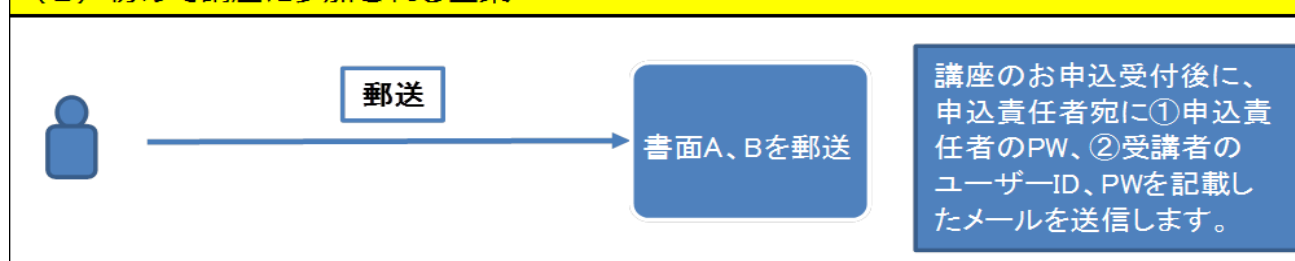 郵送
書面A、Bを郵送
講座のお申込受付後に、
申込責任者宛に①申込責
任者のPW、②受講者の
ユーザーID、PWを記載し
たメールを送信します。